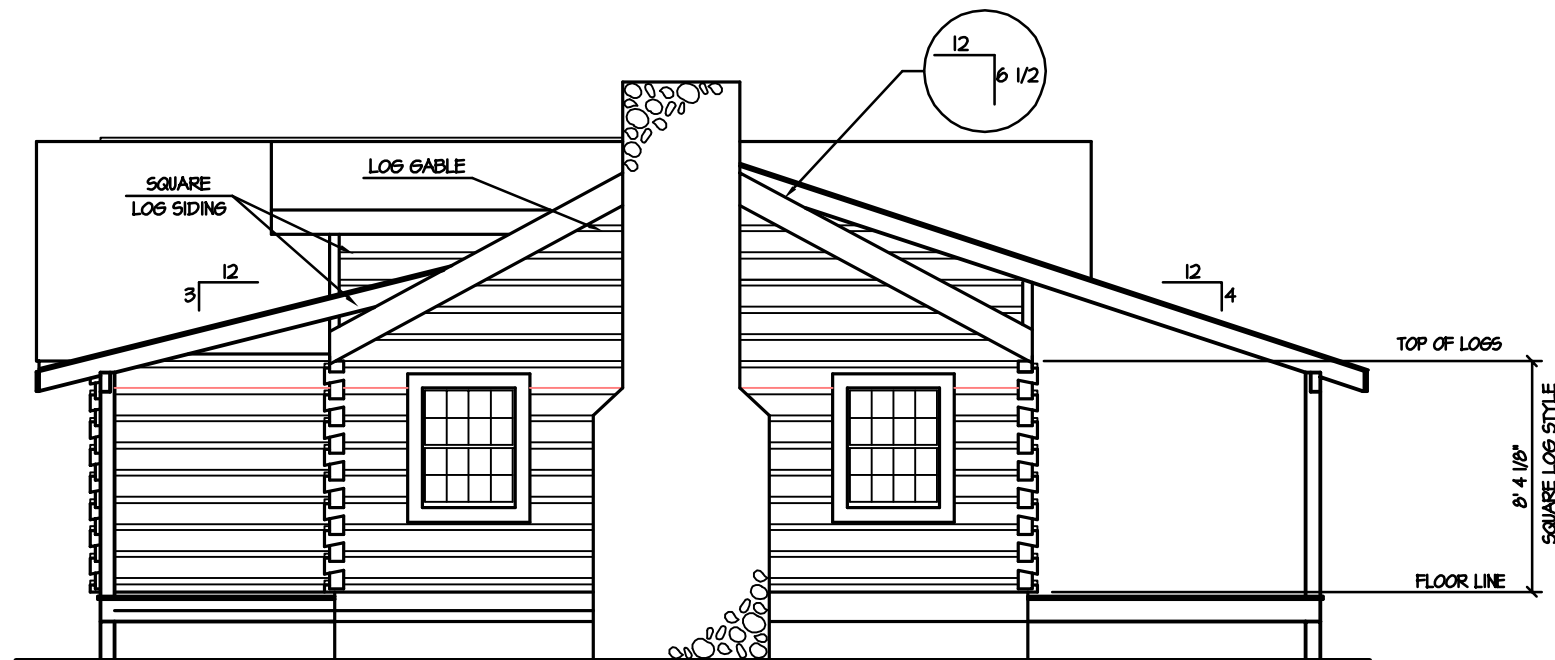 12
6 1/2
LOG GABLE
SQUARE
LOG SIDING
12
3
12
4
TOP OF LOGS
8' 4 1/8"
SQUARE LOG STYLE
FLOOR LINE